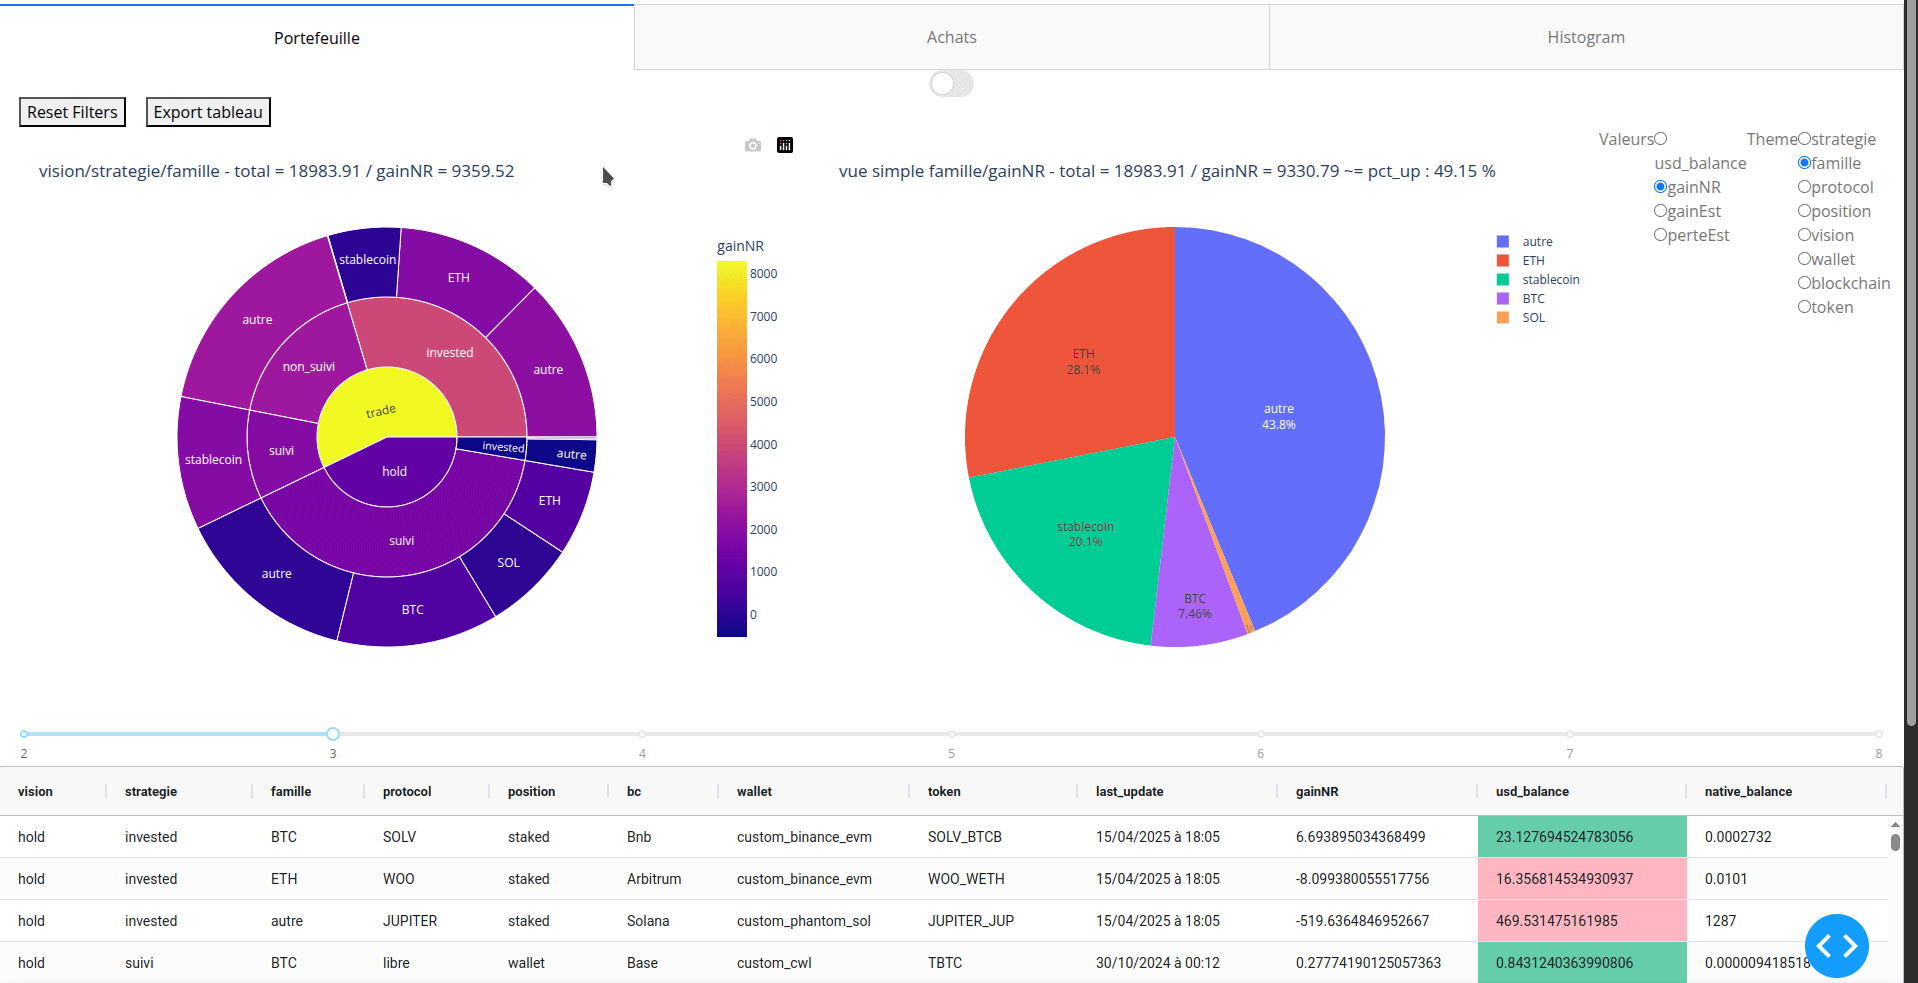 Portefeuille
Achats
Histogram
Reset Filters
Export tableau
vision/strategie/famille - total = 18983.91 / gainNR = 9359.52
vue simple famille/gainNR - total = 18983.91 / gainNR = 9330.79 ~= pct_up : 49.15 %
Valeurs
usd_balance
gainNR
gainEst
perteEst
Theme
strategie
famille
protocol
position
vision
wallet
blockchain
token
stablecoin
ETH
autre
autre
invested
non_suivi
trade
suivi
stablecoin
hold
invested
autre
ETH
suivi
SOL
autre
BTC
gainNR
8000
7000
6000
5000
4000
3000
2000
1000
0
ETH
28.1%
autre
43.8%
stablecoin
20.1%
BTC
7.46%
autre
ETH
stablecoin
BTC
SOL
2 3 4 5 6 7 8
vision strategie famille protocol position bc wallet token last_update gainNR usd_balance native_balance
hold invested BTC SOLV staked Bnb custom_binance_evm SOLV_BTCB 15/04/2025 à 18:05 6.693895034368499 23.127694524783056 0.0002732
hold invested ETH WOO staked Arbitrum custom_binance_evm WOO_WETH 15/04/2025 à 18:05 -8.099380055517756 16.356814534930937 0.0101
hold invested autre JUPITER staked Solana custom_phantom_sol JUPITER_JUP 15/04/2025 à 18:05 -519.6364846952667 469.531475161985 1287
hold suivi BTC libre wallet Base custom_cwl TBTC 30/10/2024 à 00:12 0.27774190125057363 0.8431240363990806 0.000009418518